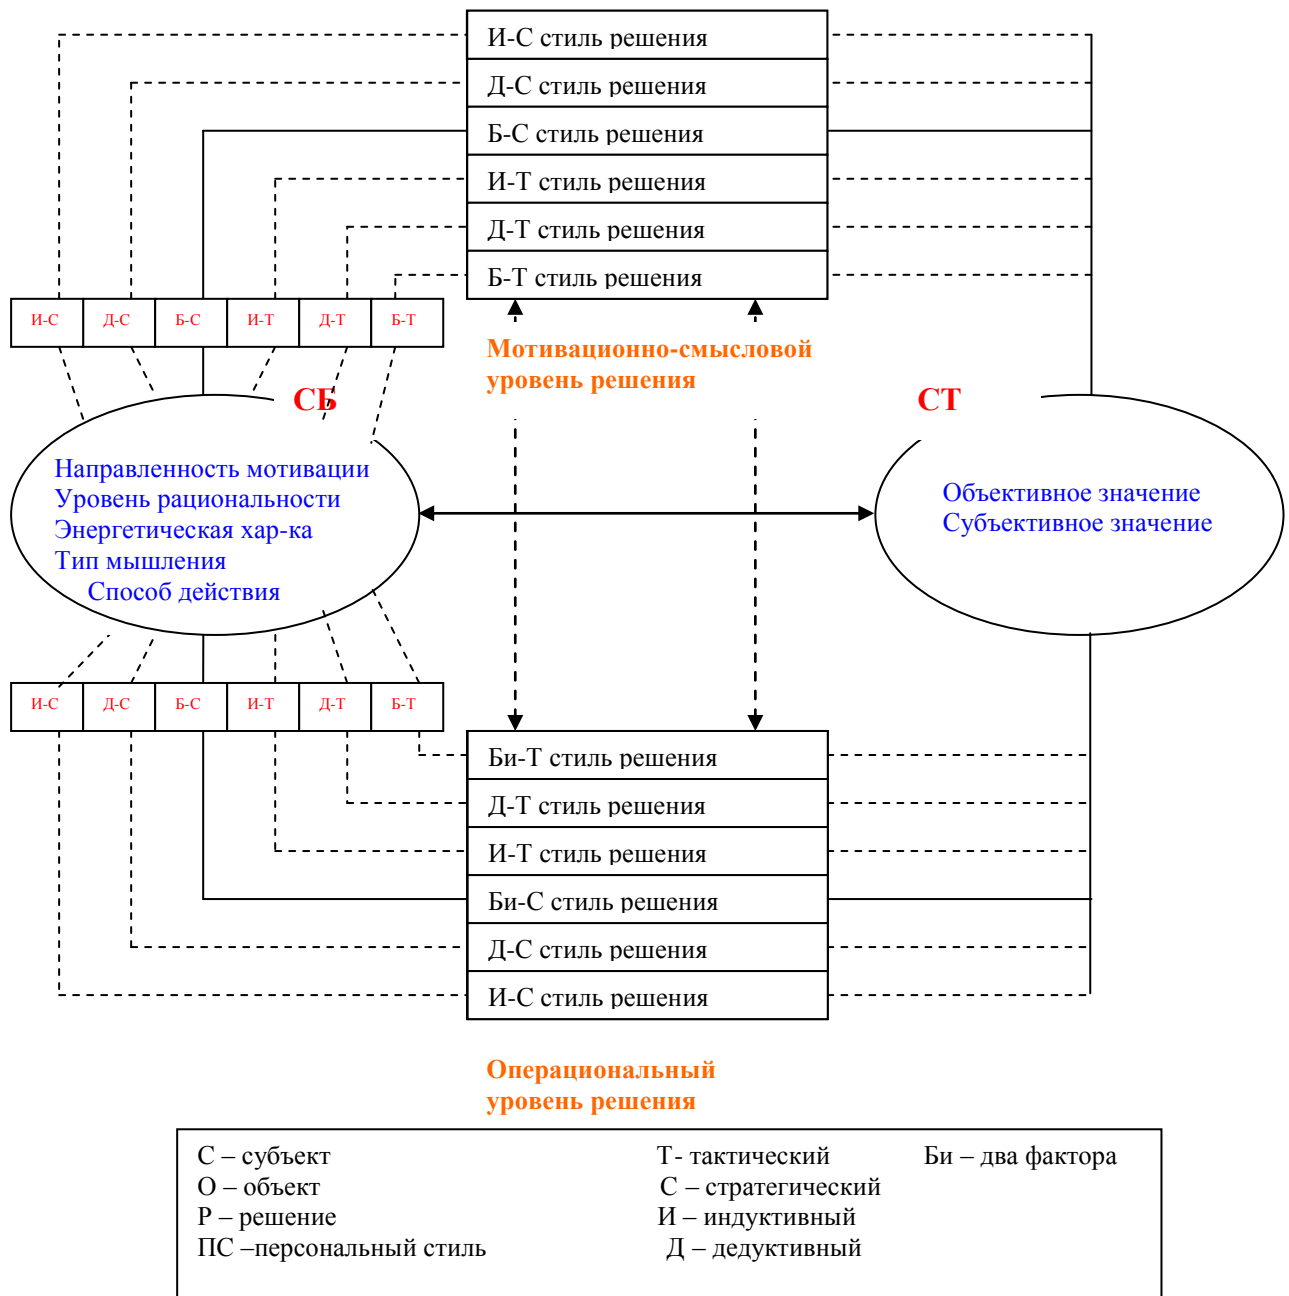 И-С стиль решения
Д-С стиль решения
Б-С стиль решения
И-Т стиль решения
Д-Т стиль решения
Б-Т стиль решения
И-С Д-С Б-С И-Т Д-Т Б-Т
Мотивационно-смысловой
уровень решения
СБ
СТ
Направленность мотивации
Уровень рациональности
Энергетическая хар-ка
Тип мышления
Способ действия
Объективное значение
Субъективное значение
И-С Д-С Б-С И-Т Д-Т Б-Т
Би-Т стиль решения
Д-Т стиль решения
И-Т стиль решения
Би-С стиль решения
Д-С стиль решения
И-С стиль решения
Операциональный
уровень решения
С – субъект Т- тактический Би – два фактора
О – объект С – стратегический
Р – решение И – индуктивный
ПС –персональный стиль Д – дедуктивный